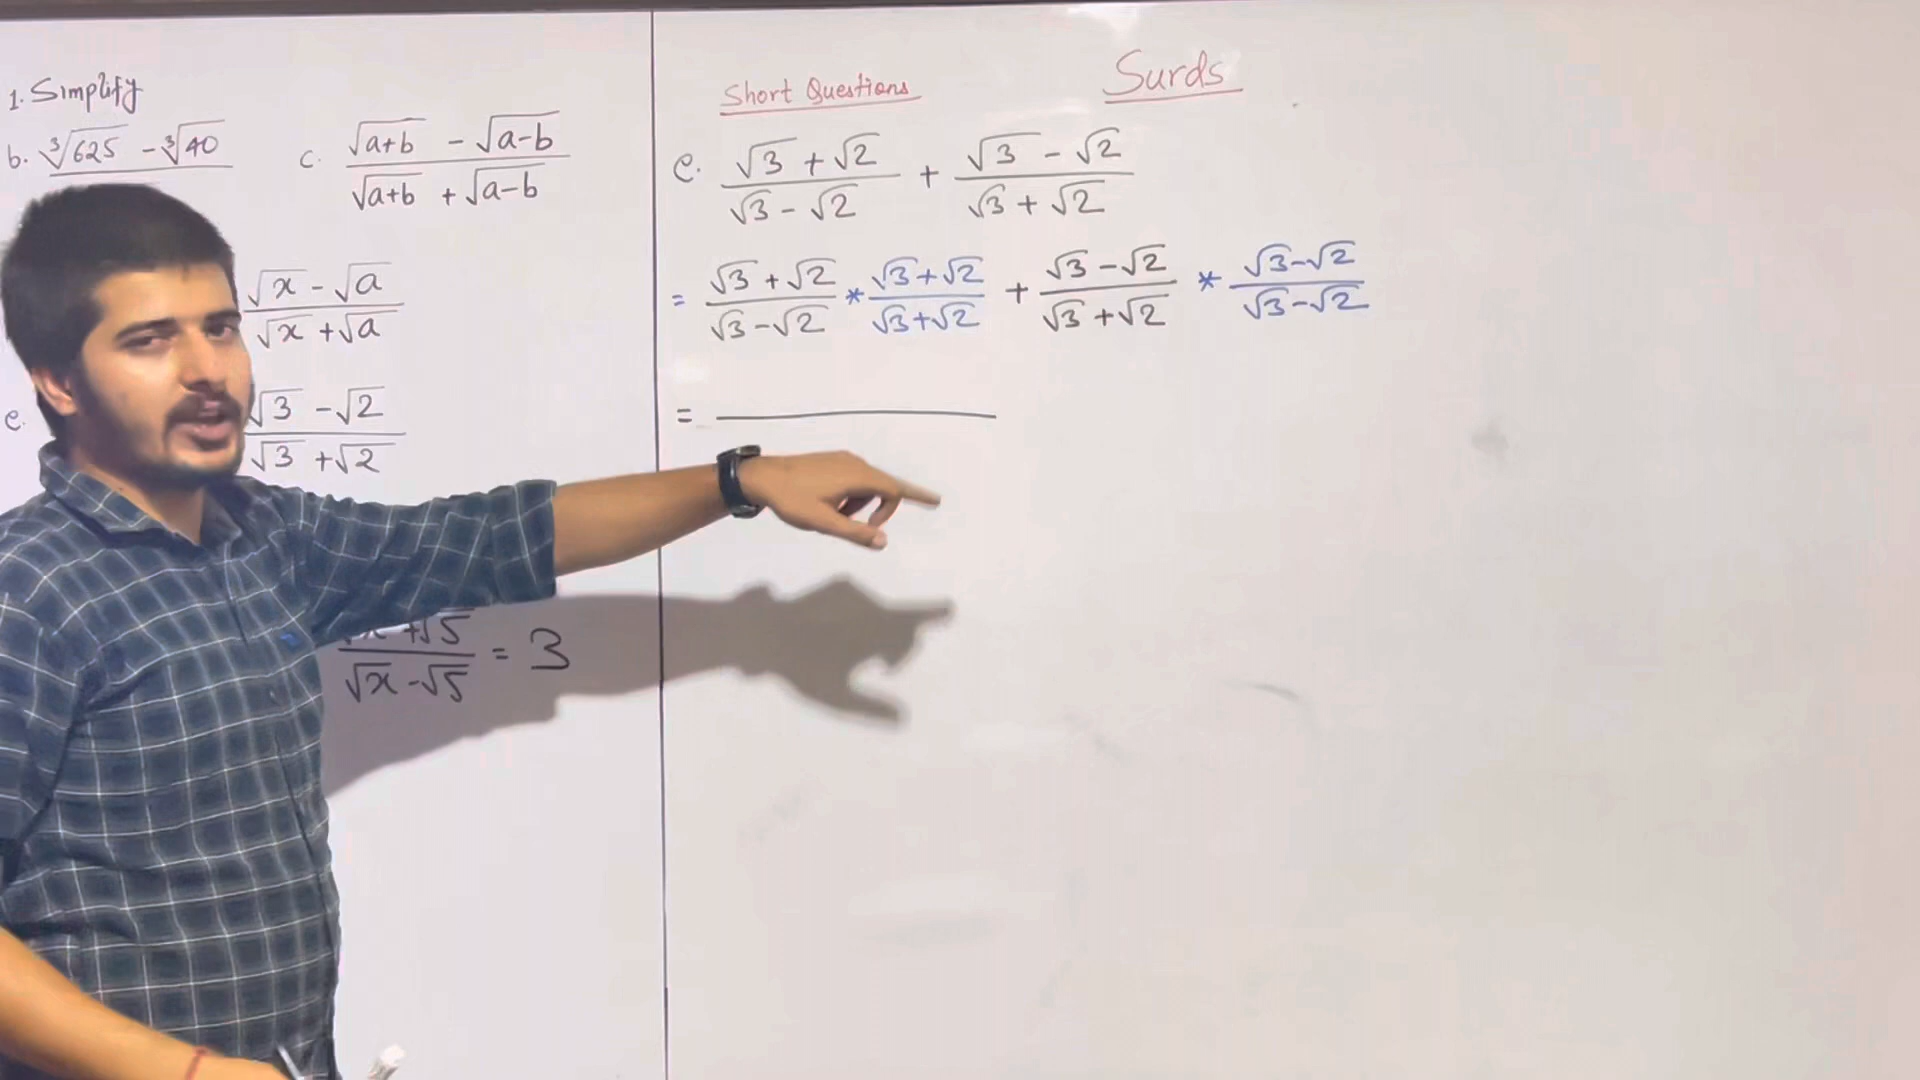 1. Simplify
b. ∛625 - ∛40
c. (√(a+b) - √(a-b)) / (√(a+b) + √(a-b))
(√x - √a) / (√x + √a)
e. (√3 - √2) / (√3 + √2)
+√5 / (√x - √5) = 3
Surds
Short Questions
e. (√3 + √2) / (√3 - √2) + (√3 - √2) / (√3 + √2)
= (√3 + √2) / (√3 - √2) * (√3+√2) / (√3+√2) + (√3 - √2) / (√3 + √2) * (√3-√2) / (√3-√2)
=